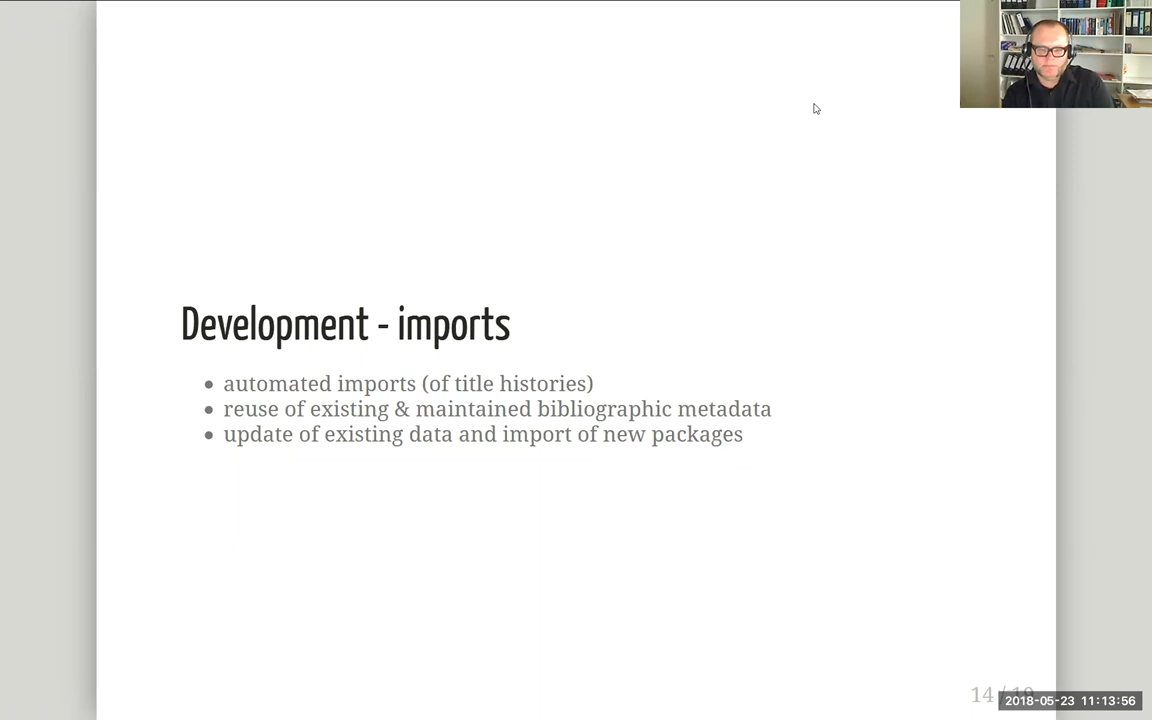 Development - imports
automated imports (of title histories)
reuse of existing & maintained bibliographic metadata
update of existing data and import of new packages
14 / 19
2018-05-23 11:13:56